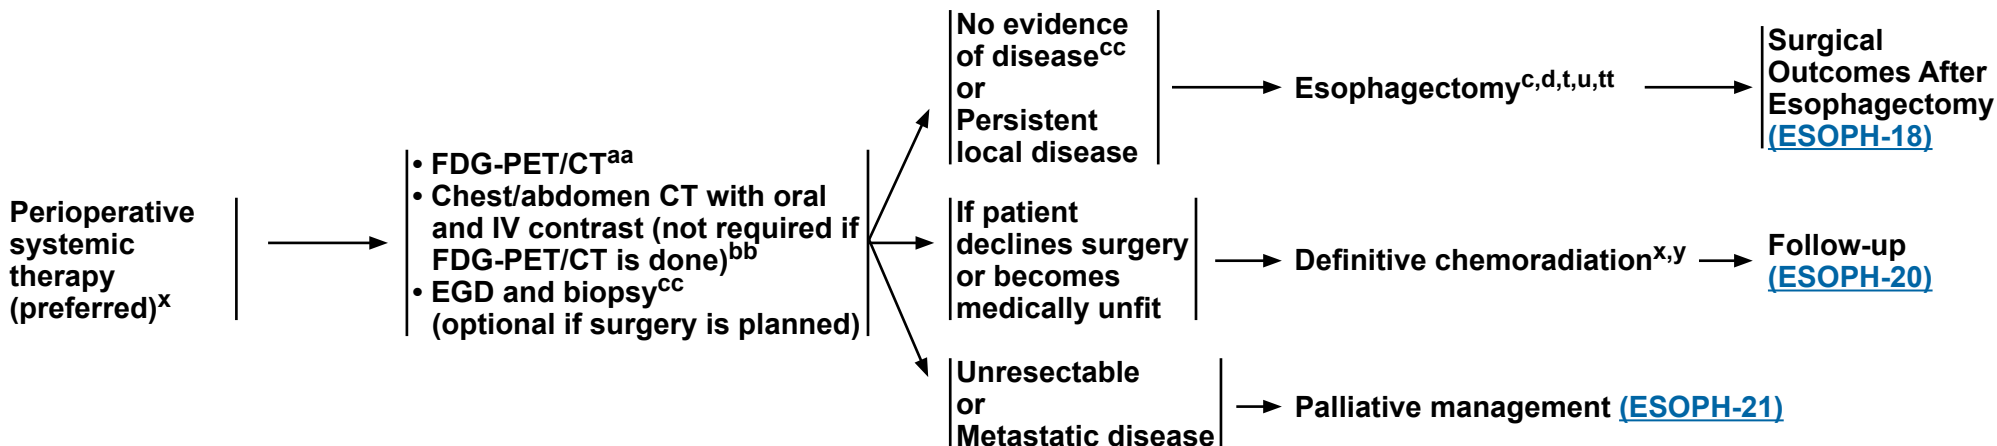 Perioperative
systemic
therapy
(preferred)x
• FDG-PET/CTaa
• Chest/abdomen CT with oral
and IV contrast (not required if
FDG-PET/CT is done)bb
• EGD and biopsycc
(optional if surgery is planned)
No evidence
of diseasecc
or
Persistent
local disease
Esophagectomyc,d,t,u,tt
Surgical
Outcomes After
Esophagectomy
(ESOPH-18)
If patient
declines surgery
or becomes
medically unfit
Definitive chemoradiationx,y
Follow-up
(ESOPH-20)
Unresectable
or
Metastatic disease
Palliative management (ESOPH-21)